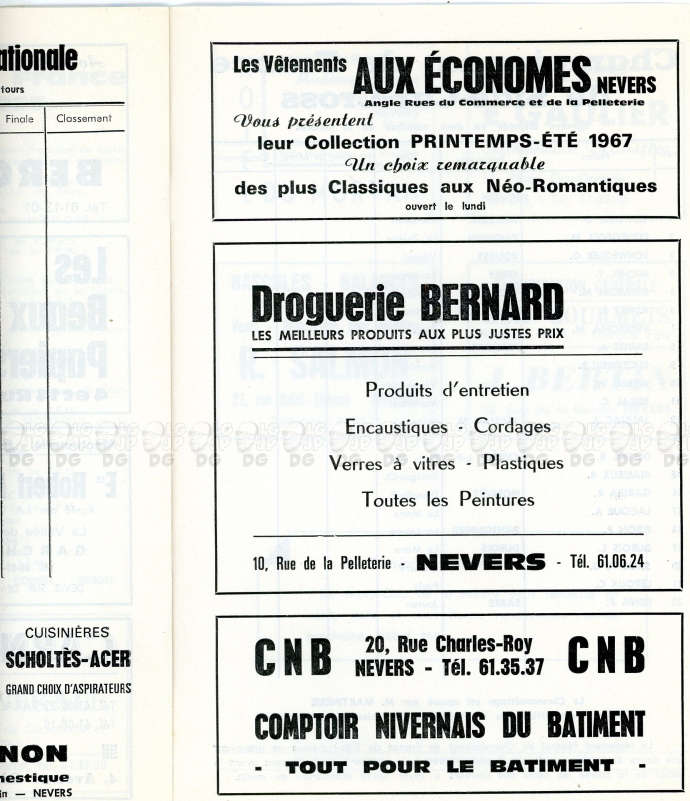 ationale
tours
Finale Classement
CUISINIÈRES
SCHOLTÈS-ACER
GRAND CHOIX D'ASPIRATEURS
NON
nestique
in — NEVERS
Les Vêtements AUX ÉCONOMES NEVERS
Angle Rues du Commerce et de la Pelleterie
Vous présentent
leur Collection PRINTEMPS-ÉTÉ 1967
Un choix remarquable
des plus Classiques aux Néo-Romantiques
ouvert le lundi
Droguerie BERNARD
LES MEILLEURS PRODUITS AUX PLUS JUSTES PRIX
Produits d'entretien
Encaustiques - Cordages
Verres à vitres - Plastiques
Toutes les Peintures
10, Rue de la Pelleterie - NEVERS - Tél. 61.06.24
CNB 20, Rue Charles-Roy CNB
NEVERS - Tél. 61.35.37
COMPTOIR NIVERNAIS DU BATIMENT
- TOUT POUR LE BATIMENT -